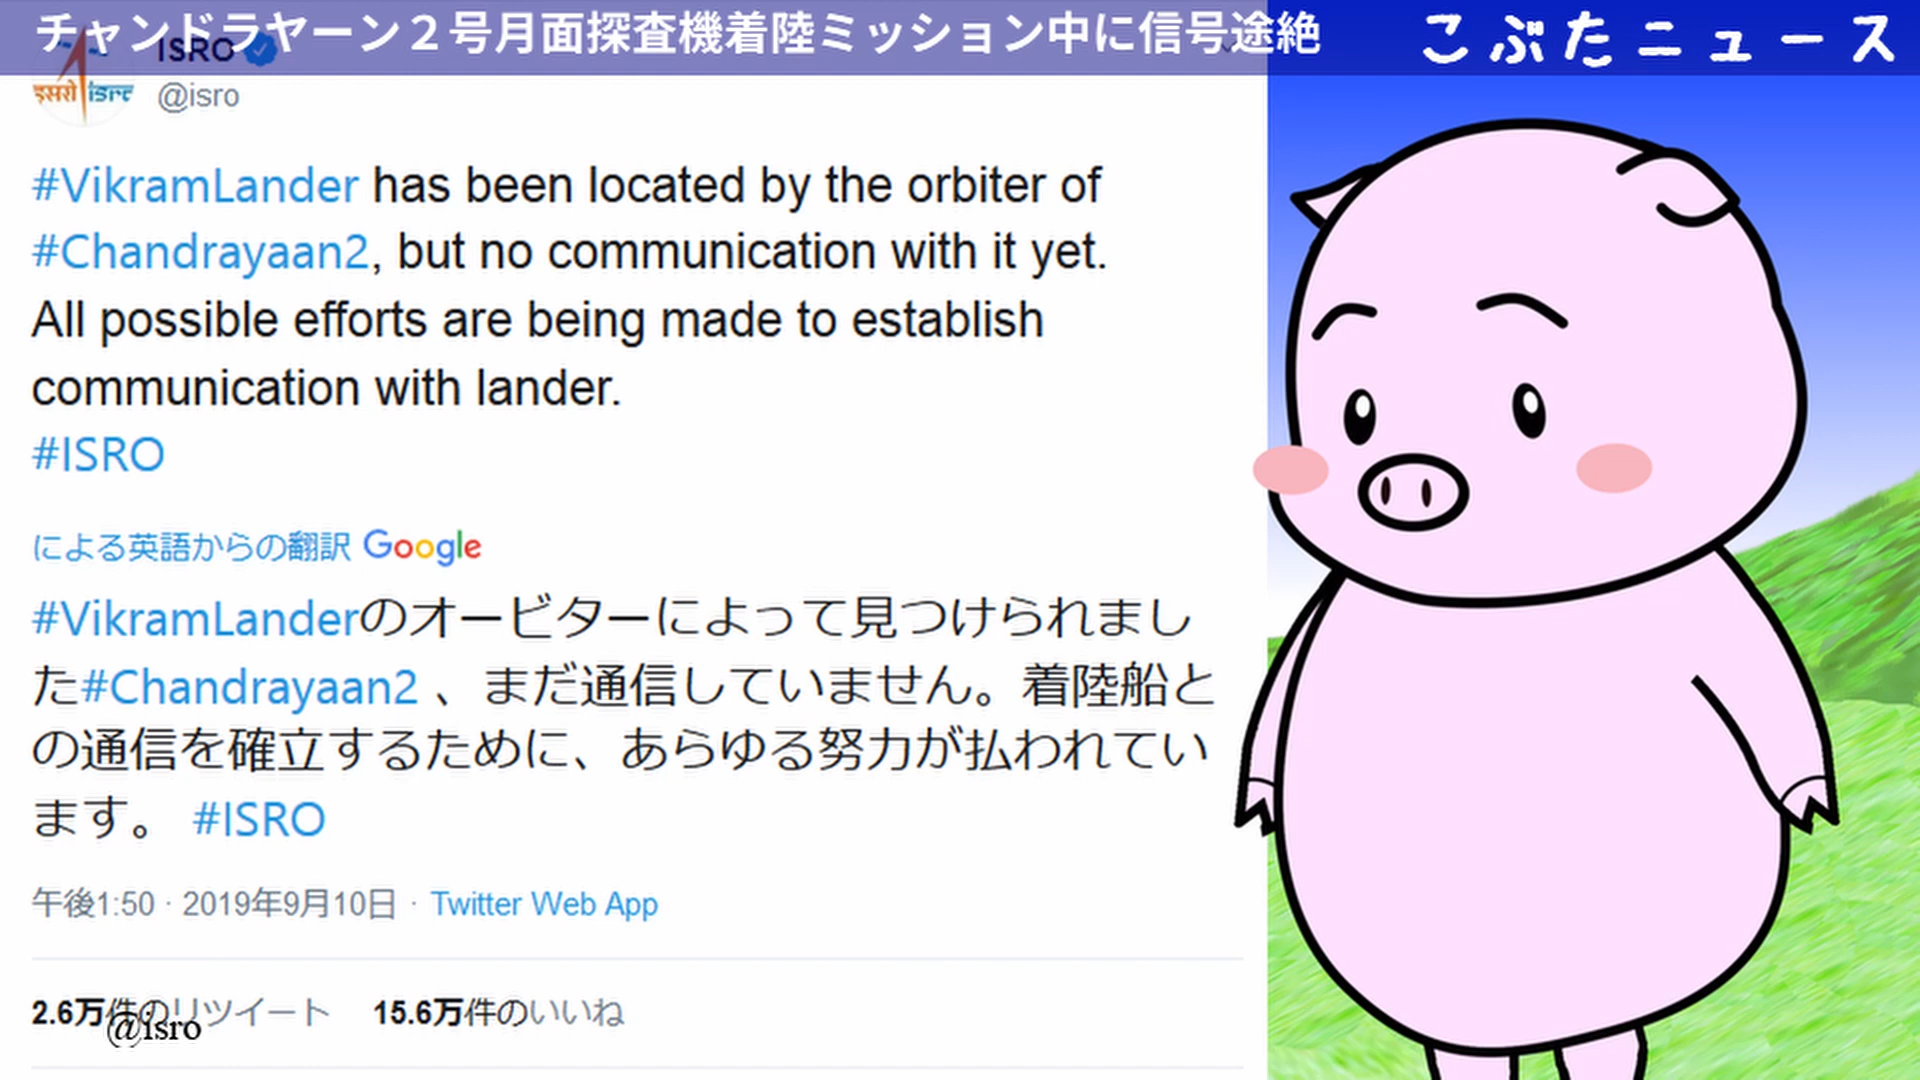 チャンドラヤーン２号月面探査機着陸ミッション中に信号途絶
こぶたニュース
ISRO
इसरो isro
@isro
#VikramLander has been located by the orbiter of
#Chandrayaan2, but no communication with it yet.
All possible efforts are being made to establish
communication with lander.
#ISRO
による英語からの翻訳 Google
#VikramLanderのオービターによって見つけられまし
た#Chandrayaan2 、まだ通信していません。着陸船と
の通信を確立するために、あらゆる努力が払われてい
ます。 #ISRO
午後1:50 · 2019年9月10日 · Twitter Web App
2.6万件のリツイート 15.6万件のいいね
@isro